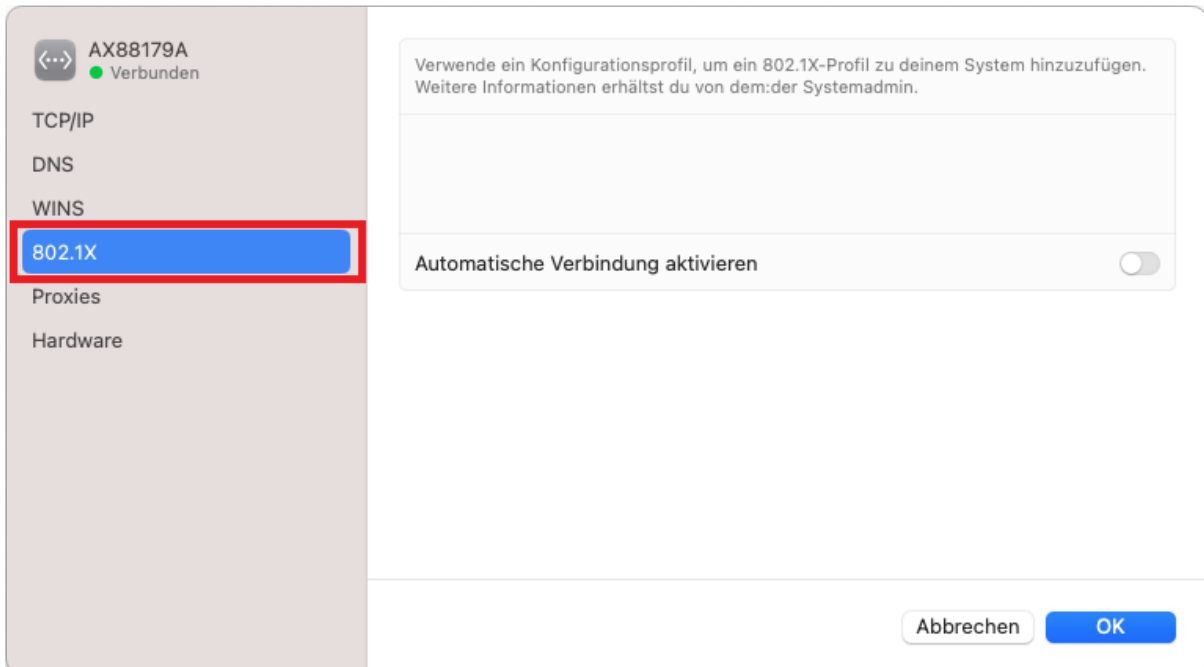 AX88179A
Verbunden
TCP/IP
DNS
WINS
802.1X
Proxies
Hardware
Verwende ein Konfigurationsprofil, um ein 802.1X-Profil zu deinem System hinzuzufügen.
Weitere Informationen erhältst du von dem:der Systemadmin.
Automatische Verbindung aktivieren
Abbrechen
OK